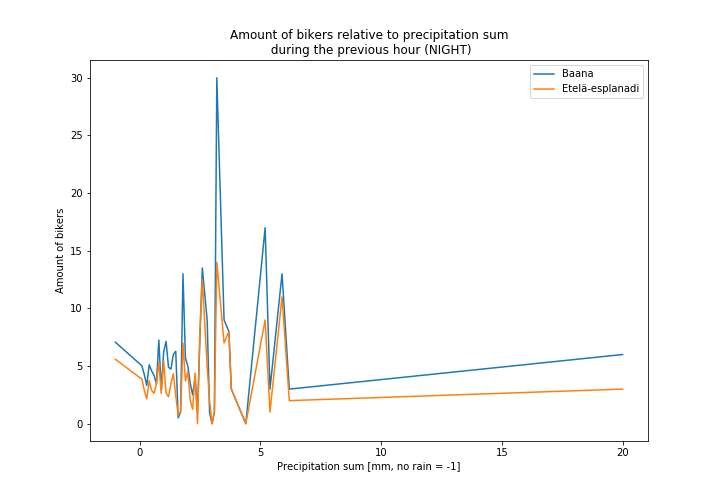 Amount of bikers relative to precipitation sum
during the previous hour (NIGHT)
Baana
Etelä-esplanadi
30
25
20
15
10
5
0
Amount of bikers
0 5 10 15 20
Precipitation sum [mm, no rain = -1]